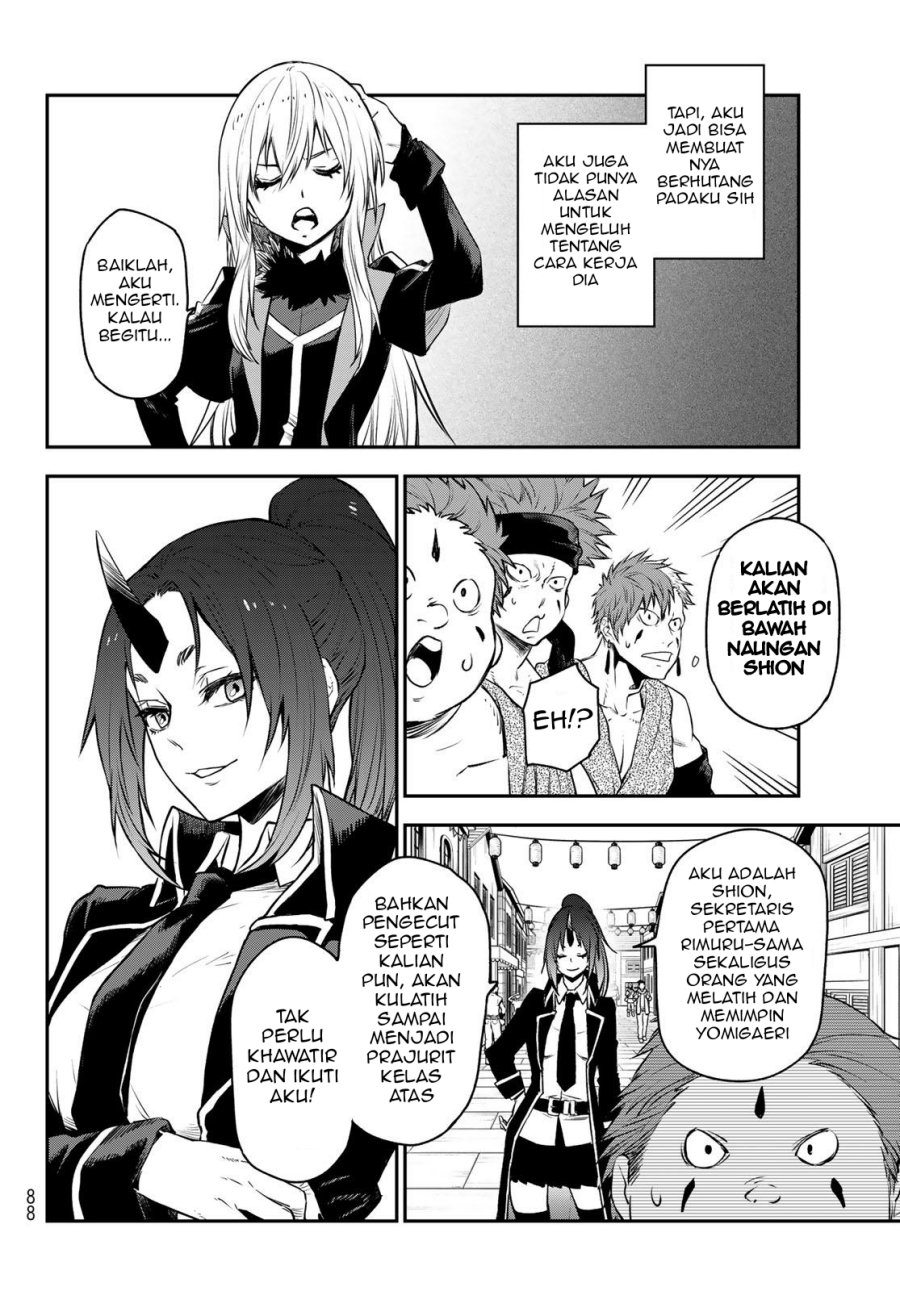 TAPI, AKU
JADI BISA
MEMBUAT
NYA
BERHUTANG
PADAKU SIH
AKU JUGA
TIDAK PUNYA
ALASAN
UNTUK
MENGELUH
TENTANG
CARA KERJA
DIA
BAIKLAH,
AKU
MENGERTI.
KALAU
BEGITU...
KALIAN
AKAN
BERLATIH DI
BAWAH
NAUNGAN
SHION
EH!?
AKU ADALAH
SHION,
SEKRETARIS
PERTAMA
RIMURU-SAMA
SEKALIGUS
ORANG YANG
MELATIH DAN
MEMIMPIN
YOMIGAERI
BAHKAN
PENGECUT
SEPERTI
KALIAN
PUN, AKAN
KULATIH
SAMPAI
MENJADI
PRAJURIT
KELAS
ATAS
TAK
PERLU
KHAWATIR
DAN IKUTI
AKU!
88